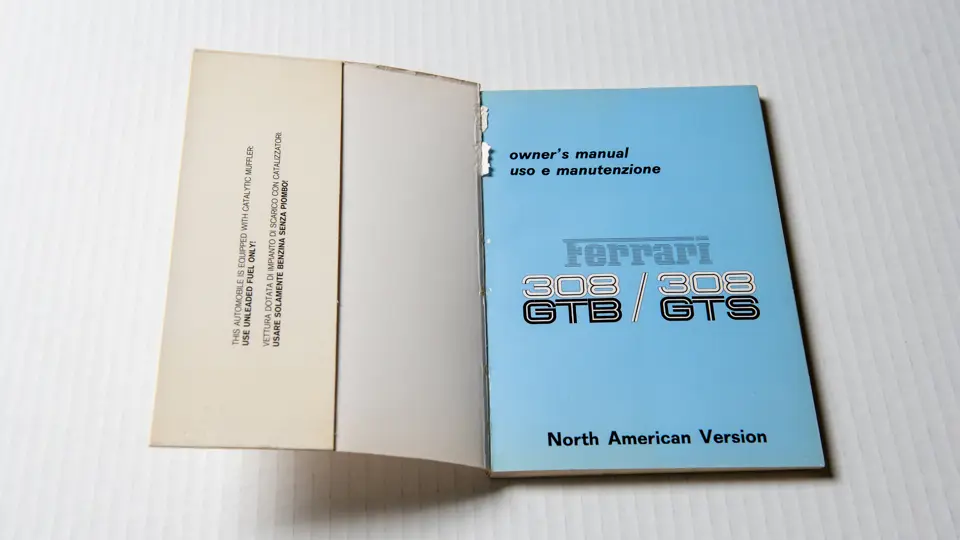 THIS AUTOMOBILE IS EQUIPPED WITH CATALYTIC MUFFLER:
USE UNLEADED FUEL ONLY!
VETTURA DOTATA DI IMPIANTO DI SCARICO CON CATALIZZATORI:
USARE SOLAMENTE BENZINA SENZA PIOMBO!
owner's manual
uso e manutenzione
Ferrari
308 / 308
GTB GTS
North American Version